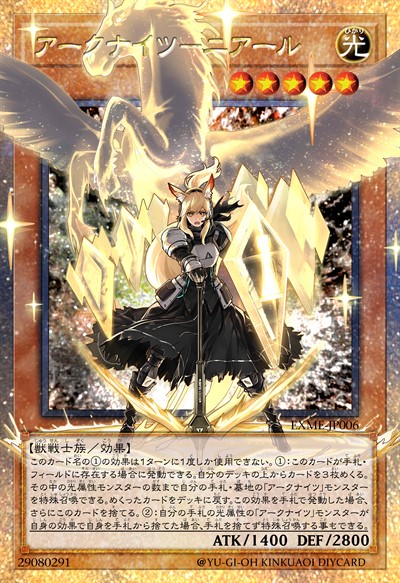 アークナイツーニアール
ひかり
光
EXME-JP006
【獣戦士族／効果】
このカード名の①の効果は1ターンに1度しか使用できない。①：このカードが手札・
フィールドに存在する場合に発動できる。自分のデッキの上からカードを3枚めくる。
その中の光属性モンスターの数まで自分の手札・墓地の「アークナイツ」モンスター
を特殊召喚できる。めくったカードをデッキに戻す。この効果を手札で発動した場合、
さらにこのカードを捨てる。②：自分の手札の光属性の「アークナイツ」モンスターが
自身の効果で自身を手札から捨てた場合、手札を捨てず特殊召喚する事もできる。
ATK/1400 DEF/2800
29080291
@YU-GI-OH KINKUAOI DIYCARD